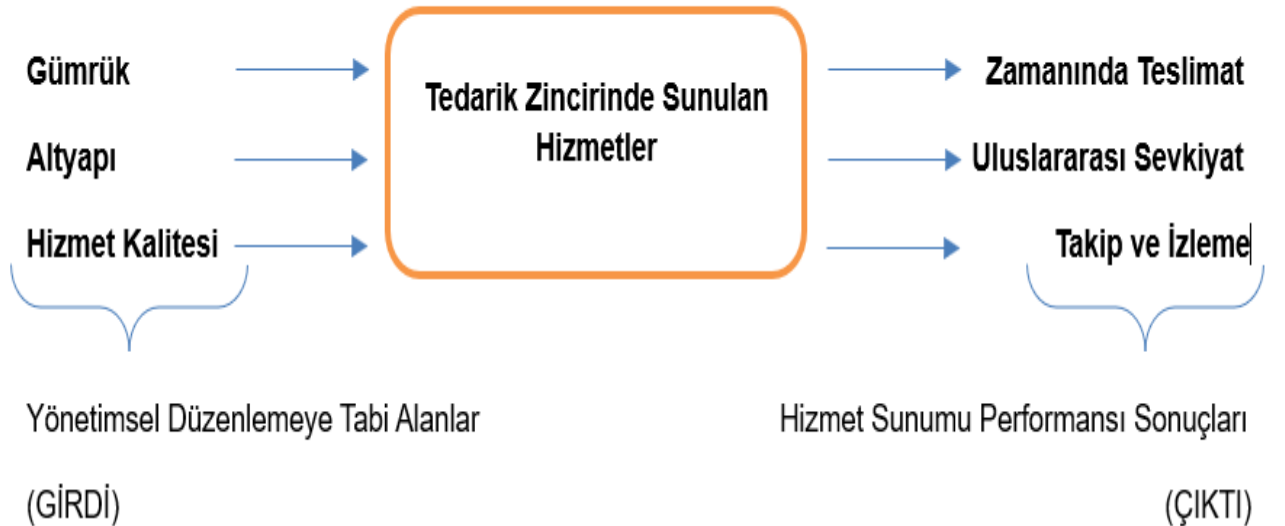 Gümrük
Altyapı
Hizmet Kalitesi
Tedarik Zincirinde Sunulan
Hizmetler
Zamanında Teslimat
Uluslararası Sevkiyat
Takip ve İzleme
Yönetimsel Düzenlemeye Tabi Alanlar
(GİRDİ)
Hizmet Sunumu Performansı Sonuçları
(ÇIKTI)